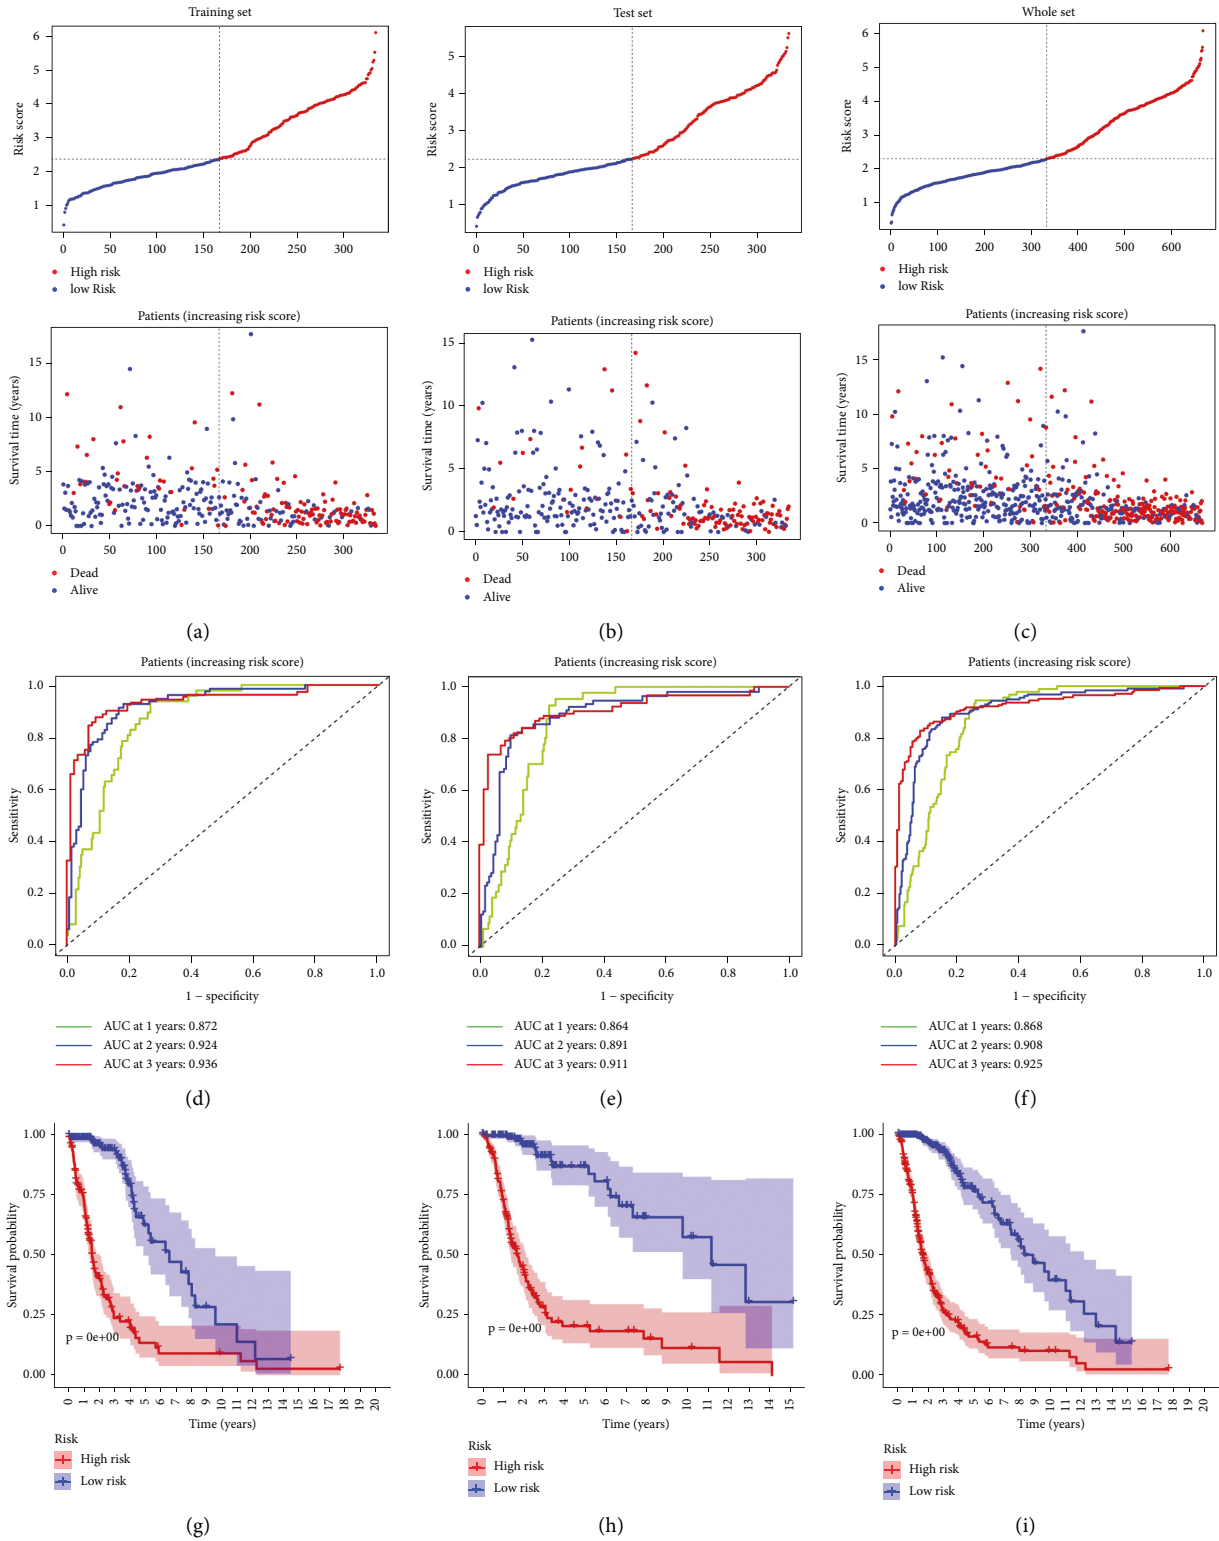 Training set
Risk score
6
5
4
3
2
1
0 50 100 150 200 250 300
High risk
low Risk
Test set
Risk score
5
4
3
2
1
0 50 100 150 200 250 300
High risk
low Risk
Whole set
Risk score
6
5
4
3
2
1
0 100 200 300 400 500 600
High risk
low Risk
Patients (increasing risk score)
Survival time (years)
15
10
5
0
0 50 100 150 200 250 300
Dead
Alive
(a)
Patients (increasing risk score)
Survival time (years)
15
10
5
0
0 50 100 150 200 250 300
Dead
Alive
(b)
Patients (increasing risk score)
Survival time (years)
15
10
5
0
0 100 200 300 400 500 600
Dead
Alive
(c)
Patients (increasing risk score)
Sensitivity
1.0
0.8
0.6
0.4
0.2
0.0
0.0 0.2 0.4 0.6 0.8 1.0
1 − specificity
AUC at 1 years: 0.872
AUC at 2 years: 0.924
AUC at 3 years: 0.936
(d)
Patients (increasing risk score)
Sensitivity
1.0
0.8
0.6
0.4
0.2
0.0
0.0 0.2 0.4 0.6 0.8 1.0
1 − specificity
AUC at 1 years: 0.864
AUC at 2 years: 0.891
AUC at 3 years: 0.911
(e)
Patients (increasing risk score)
Sensitivity
1.0
0.8
0.6
0.4
0.2
0.0
0.0 0.2 0.4 0.6 0.8 1.0
1 − specificity
AUC at 1 years: 0.868
AUC at 2 years: 0.908
AUC at 3 years: 0.925
(f)
Survival probability
1.00
0.75
0.50
0.25
0.00
p = 0e+00
0 1 2 3 4 5 6 7 8 9 10 11 12 13 14 15 16 17 18 19 20
Time (years)
Risk
High risk
Low risk
(g)
Survival probability
1.00
0.75
0.50
0.25
0.00
p = 0e+00
0 1 2 3 4 5 6 7 8 9 10 11 12 13 14 15
Time (years)
Risk
High risk
Low risk
(h)
Survival probability
1.00
0.75
0.50
0.25
0.00
p = 0e+00
0 1 2 3 4 5 6 7 8 9 10 11 12 13 14 15 16 17 18 19 20
Time (years)
Risk
High risk
Low risk
(i)